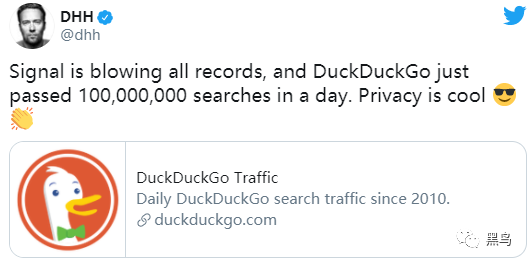 DHH
@dhh
Signal is blowing all records, and DuckDuckGo just
passed 100,000,000 searches in a day. Privacy is cool 😎
👏
DuckDuckGo Traffic
Daily DuckDuckGo search traffic since 2010.
duckduckgo.com
黑鸟